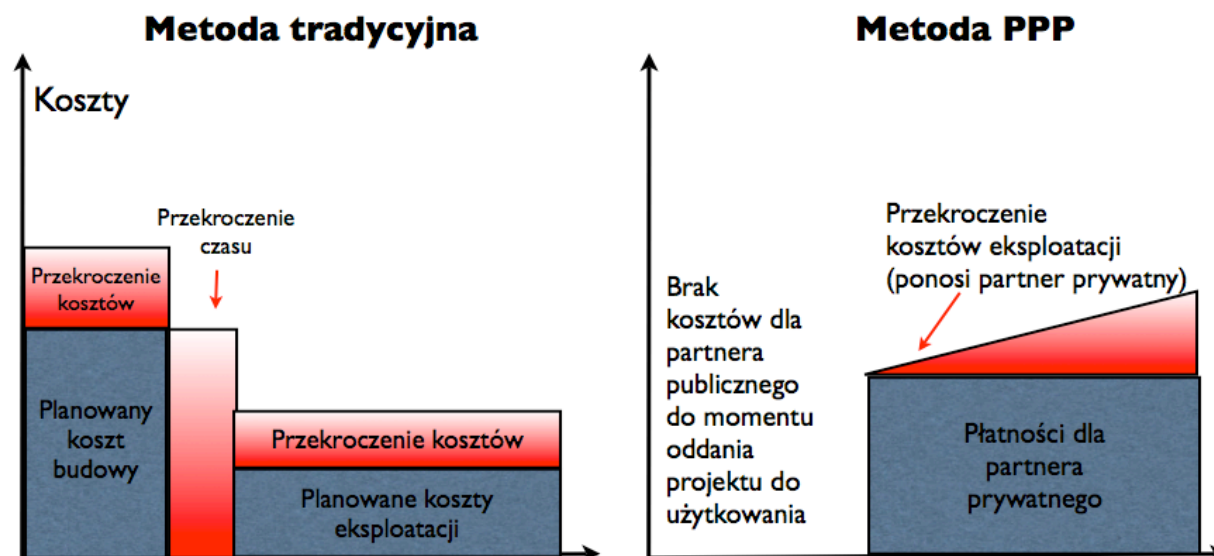 Metoda tradycyjna
Koszty
Przekroczenie
czasu
Przekroczenie
kosztów
Planowany
koszt
budowy
Przekroczenie kosztów
Planowane koszty
eksploatacji
Metoda PPP
Brak
kosztów dla
partnera
publicznego
do momentu
oddania
projektu do
użytkowania
Przekroczenie
kosztów eksploatacji
(ponosi partner prywatny)
Płatności dla
partnera
prywatnego